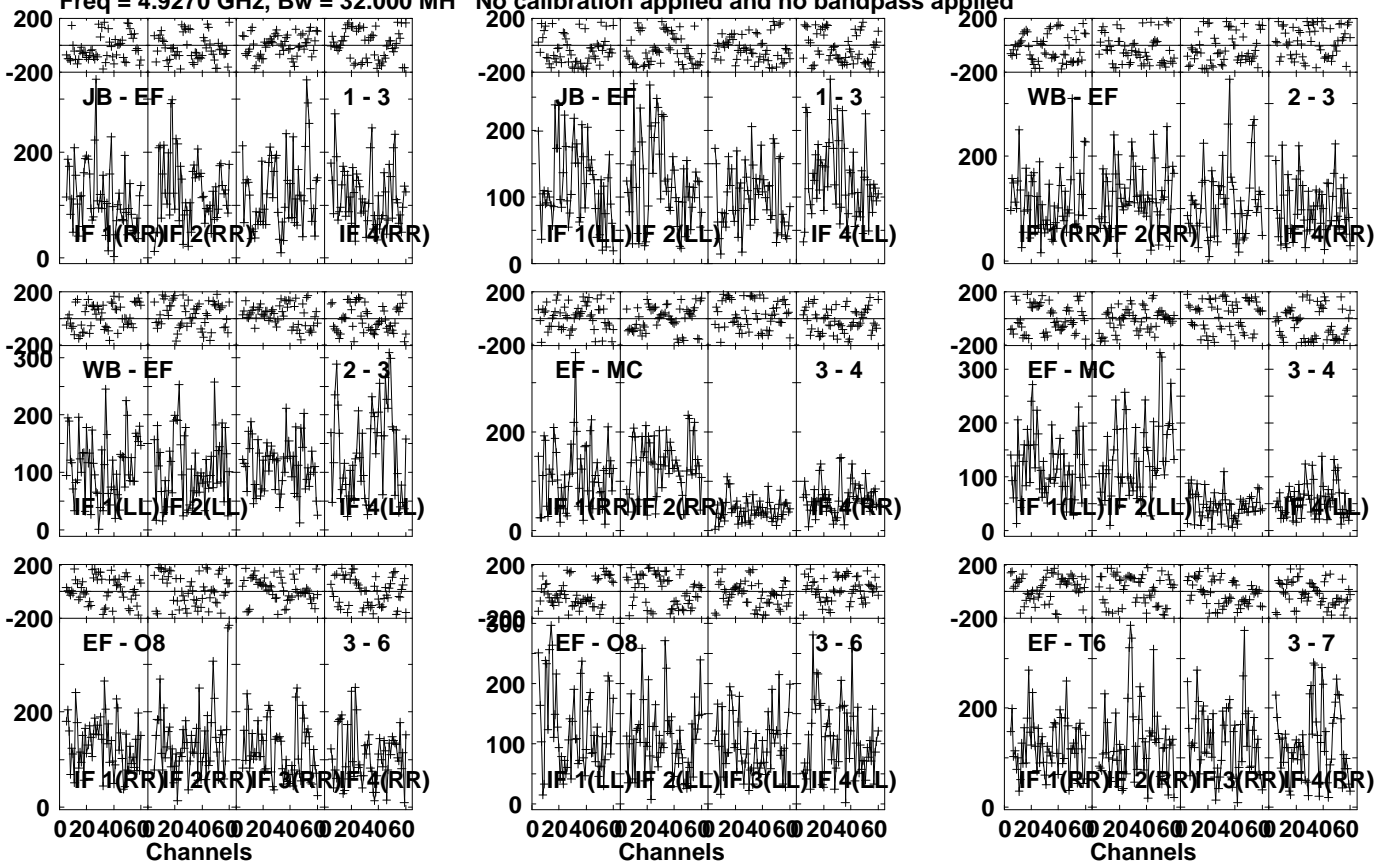 Freq = 4.9270 GHz, Bw = 32.000 MH No calibration applied and no bandpass applied
200
-200
JB - EF
1 - 3
200
0
IF 1(RR)
IF 2(RR)
IF 4(RR)
200
-200
JB - EF
1 - 3
200
100
0
IF 1(LL)
IF 2(LL)
IF 4(LL)
200
-200
WB - EF
2 - 3
200
0
IF 1(RR)
IF 2(RR)
IF 4(RR)
200
-200
300
WB - EF
2 - 3
200
100
0
IF 1(LL)
IF 2(LL)
IF 4(LL)
200
-200
EF - MC
3 - 4
200
0
IF 1(RR)
IF 2(RR)
IF 4(RR)
200
-200
300
EF - MC
3 - 4
200
100
50
0
IF 1(LL)
IF 2(LL)
IF 4(LL)
200
-200
EF - O8
3 - 6
200
0
IF 1(RR)
IF 2(RR)
IF 3(RR)
IF 4(RR)
0 20 40 60 0 20 40 60 0 20 40 60 0 20 40 60
Channels
200
-200
300
EF - O8
3 - 6
200
100
50
0
IF 1(LL)
IF 2(LL)
IF 3(LL)
IF 4(LL)
0 20 40 60 0 20 40 60 0 20 40 60 0 20 40 60
Channels
200
-200
EF - T6
3 - 7
200
0
IF 1(RR)
IF 2(RR)
IF 3(RR)
IF 4(RR)
0 20 40 60 0 20 40 60 0 20 40 60 0 20 40 60
Channels